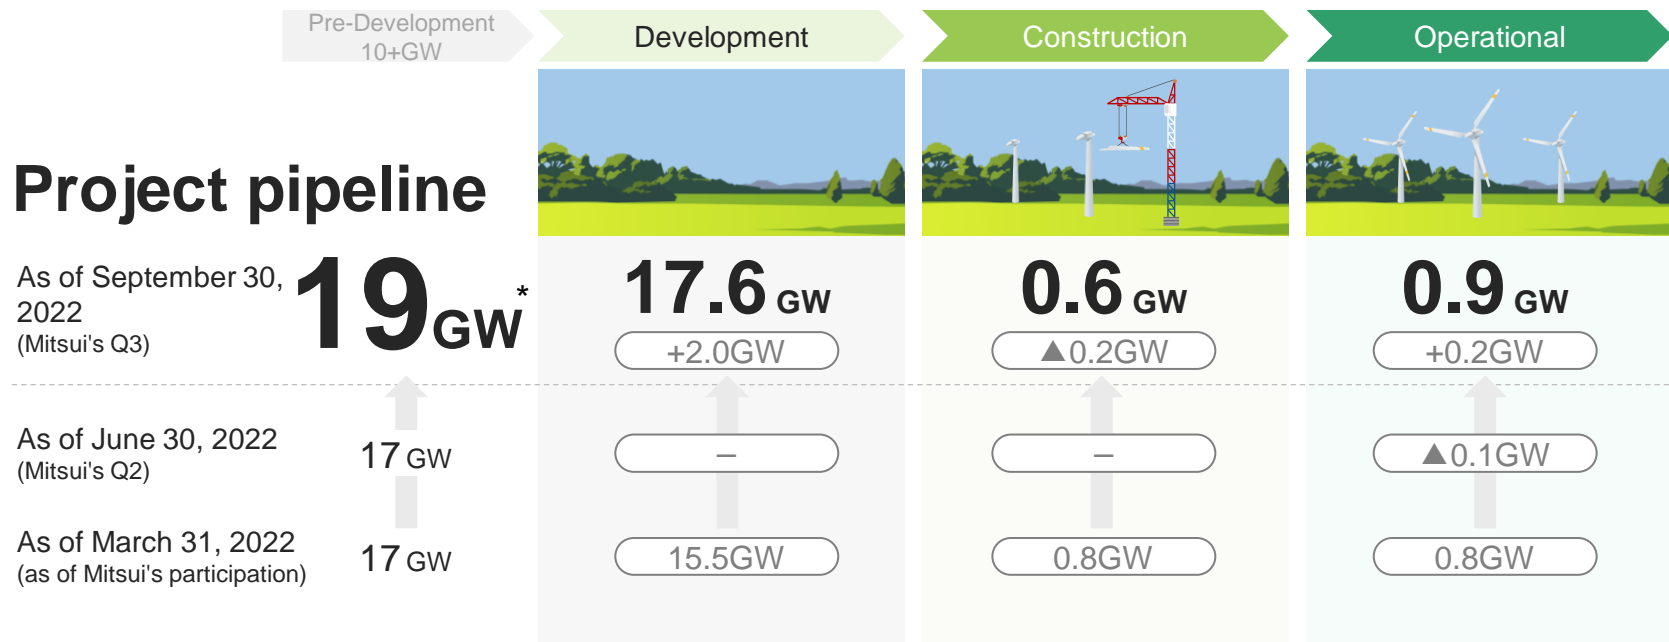 Pre-Development
10+GW
Development
Construction
Operational
Project pipeline
As of September 30,
2022
(Mitsui's Q3)
19GW*
17.6 GW
0.6 GW
0.9 GW
+2.0GW
▲0.2GW
+0.2GW
As of June 30, 2022
(Mitsui's Q2)
17 GW
–
–
▲0.1GW
As of March 31, 2022
(as of Mitsui's participation)
17 GW
15.5GW
0.8GW
0.8GW